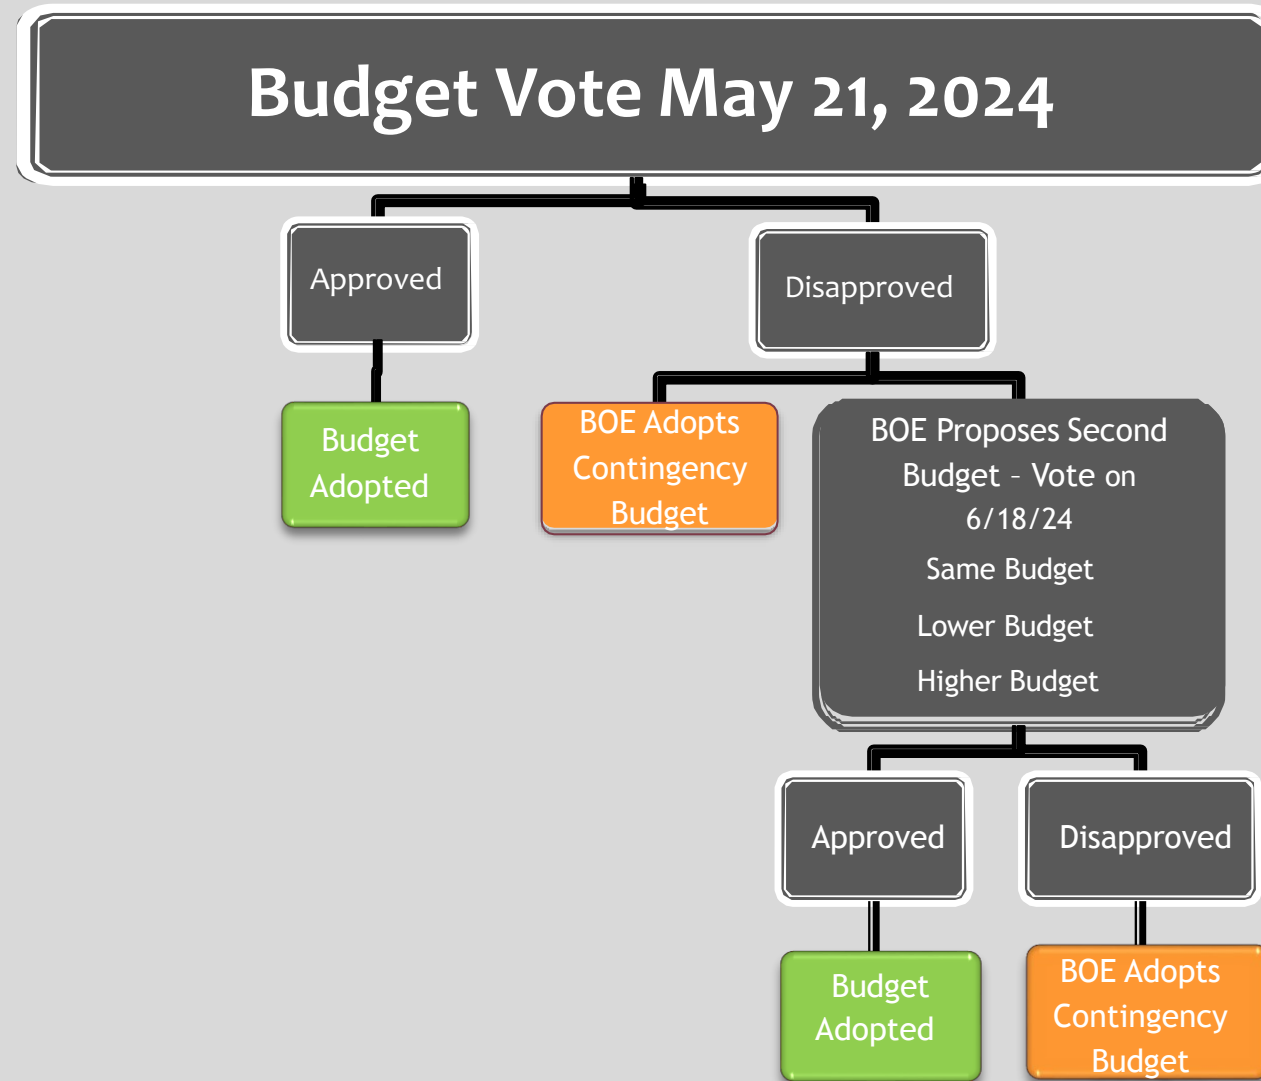 Budget Vote May 21, 2024
Approved
Disapproved
Budget
Adopted
BOE Adopts
Contingency
Budget
BOE Proposes Second
Budget – Vote on
6/18/24
Same Budget
Lower Budget
Higher Budget
Approved
Disapproved
Budget
Adopted
BOE Adopts
Contingency
Budget